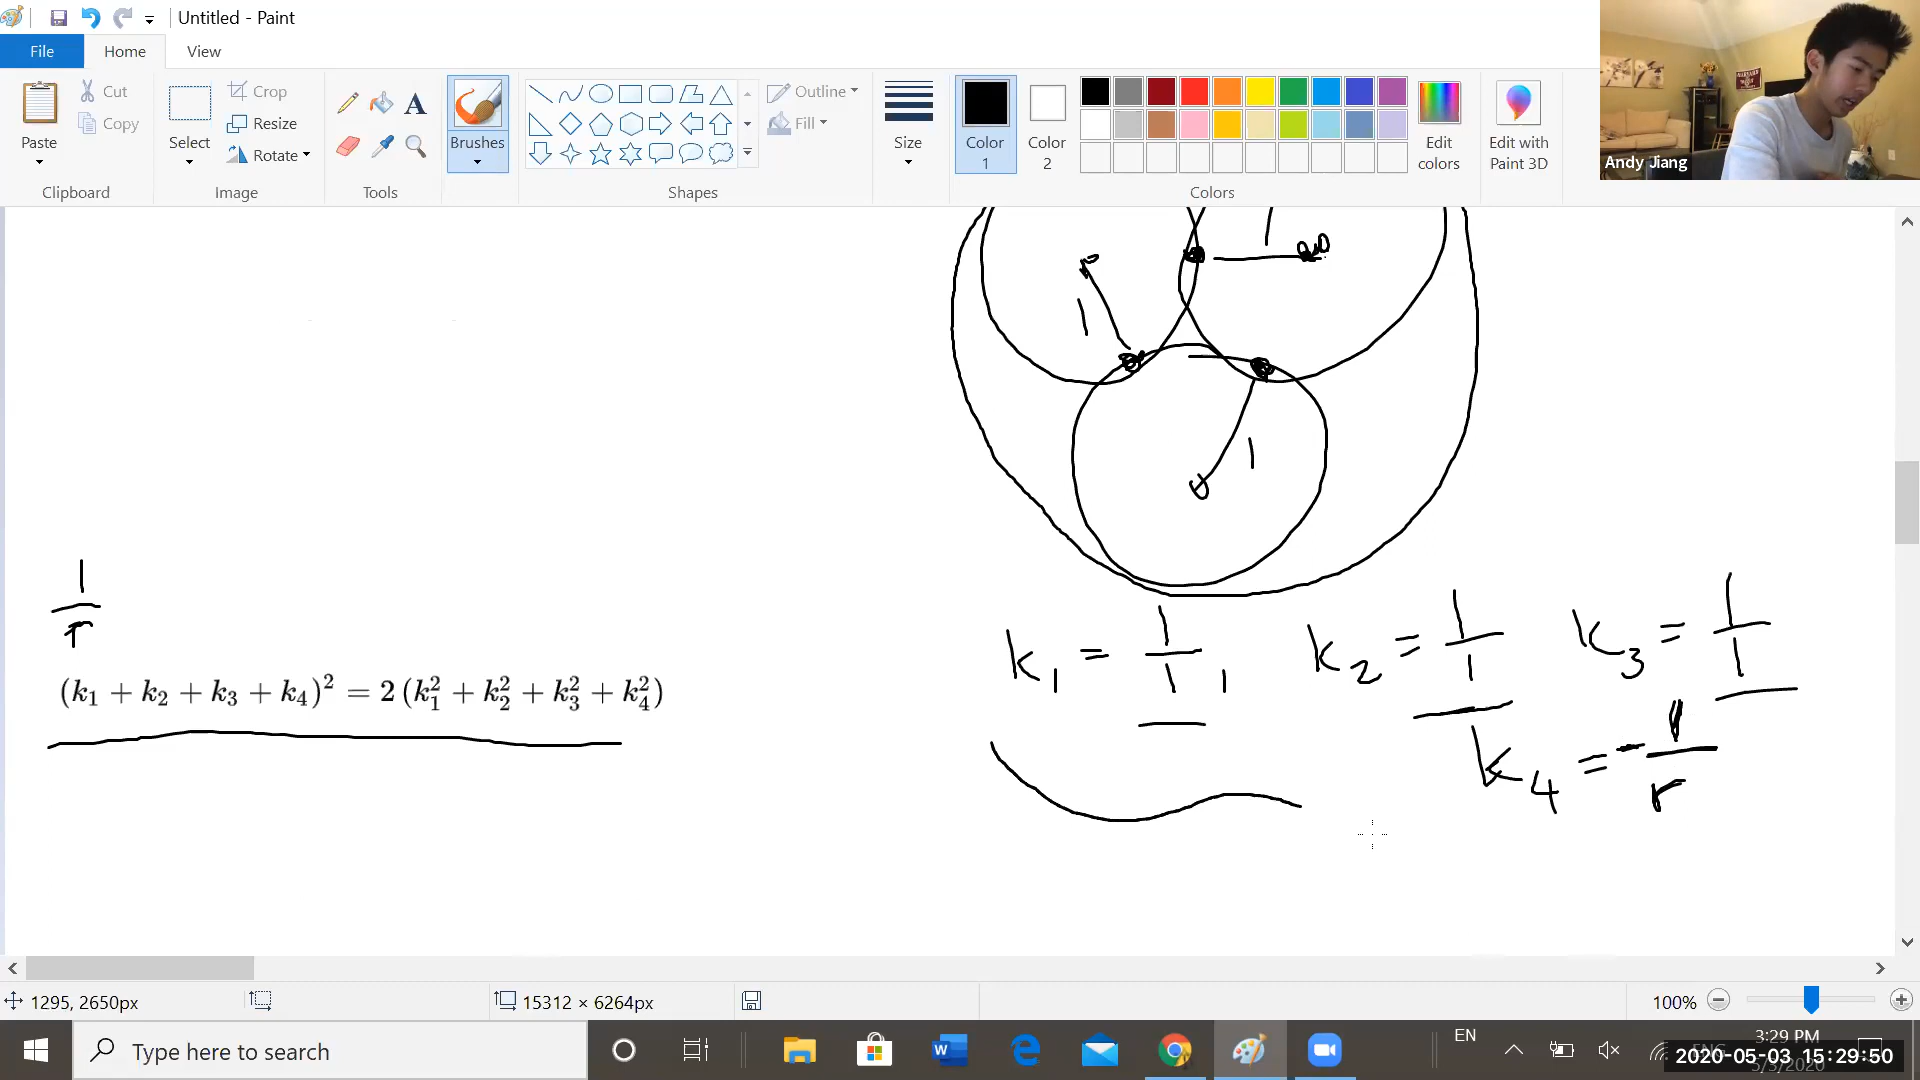 Untitled - Paint
File Home View
Paste
Cut
Copy
Clipboard
Select
Crop
Resize
Rotate
Image
Tools
Brushes
Shapes
Outline
Fill
Size
Color 1
Color 2
Colors
Edit colors
Edit with Paint 3D
Andy Jiang
1
1
1
1/r
(k₁ + k₂ + k₃ + k₄)² = 2 (k₁² + k₂² + k₃² + k₄²)
k₁ = 1/1 1
k₂ = 1/1
k₃ = 1/1
k₄ = -1/r
1295, 2650px
15312 × 6264px
100%
Type here to search
EN
3:29 PM
2020-05-03 15:29:50